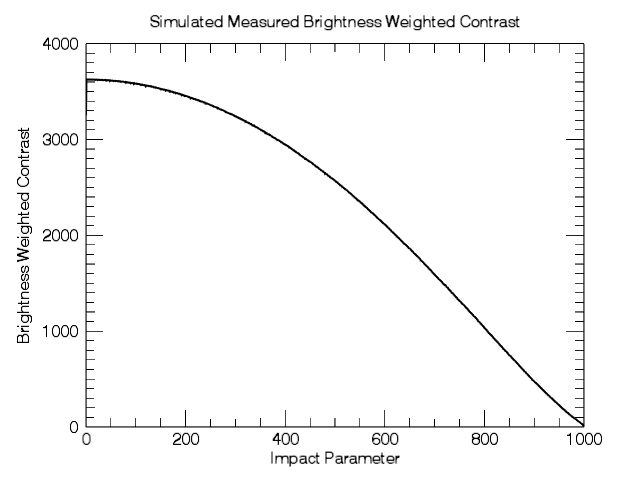 Simulated Measured Brightness Weighted Contrast
4000
3000
2000
1000
0
Brightness Weighted Contrast
0 200 400 600 800 1000
Impact Parameter